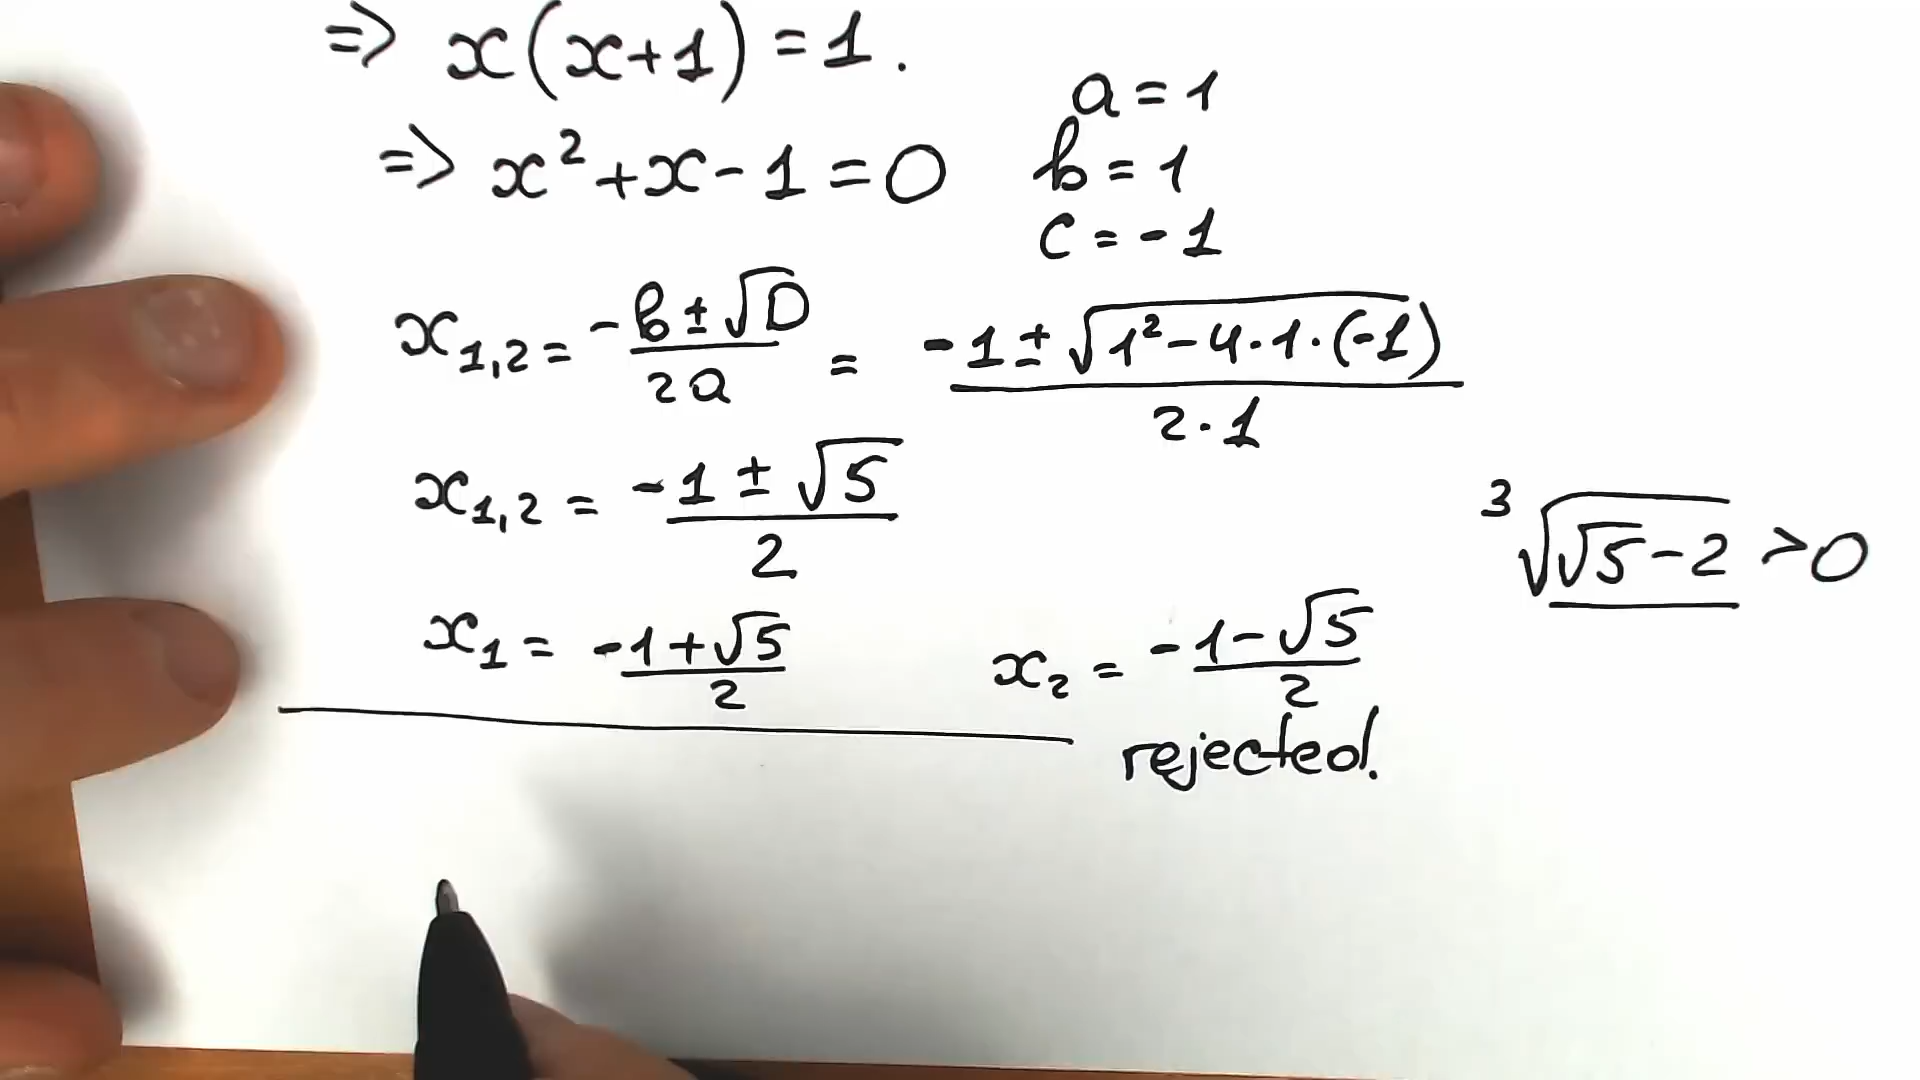 => x(x+1) = 1.
=> x² + x - 1 = 0
a = 1
b = 1
c = -1
x₁,₂ = (-b ± √D)/(2a) = (-1 ± √(1² - 4·1·(-1)))/(2·1)
x₁,₂ = (-1 ± √5)/2
³√(√5 - 2) > 0
x₁ = (-1 + √5)/2
x₂ = (-1 - √5)/2
rejected.